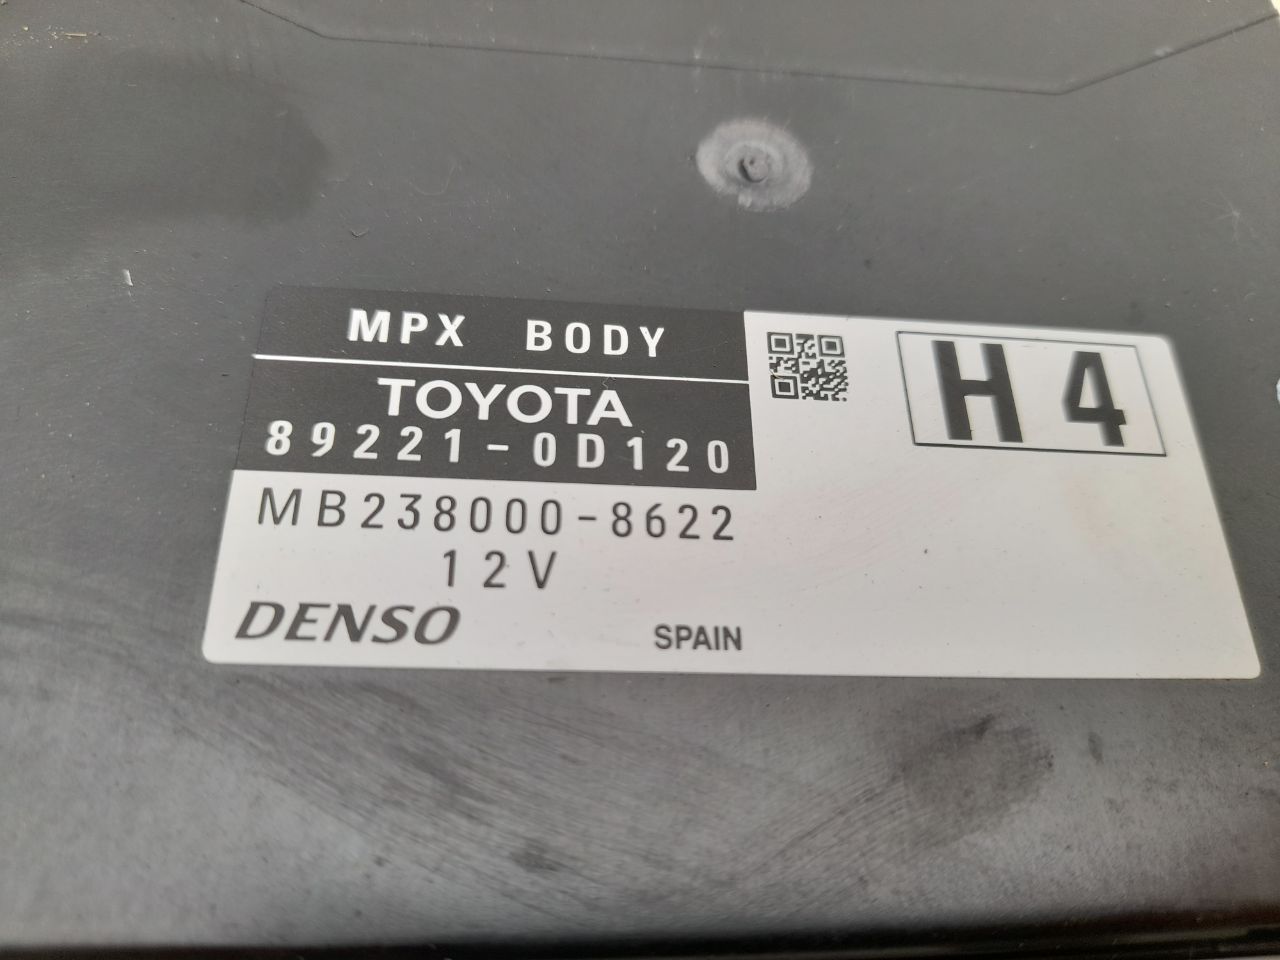 MPX BODY
TOYOTA
89221-0D120
H4
MB238000-8622
12V
DENSO
SPAIN